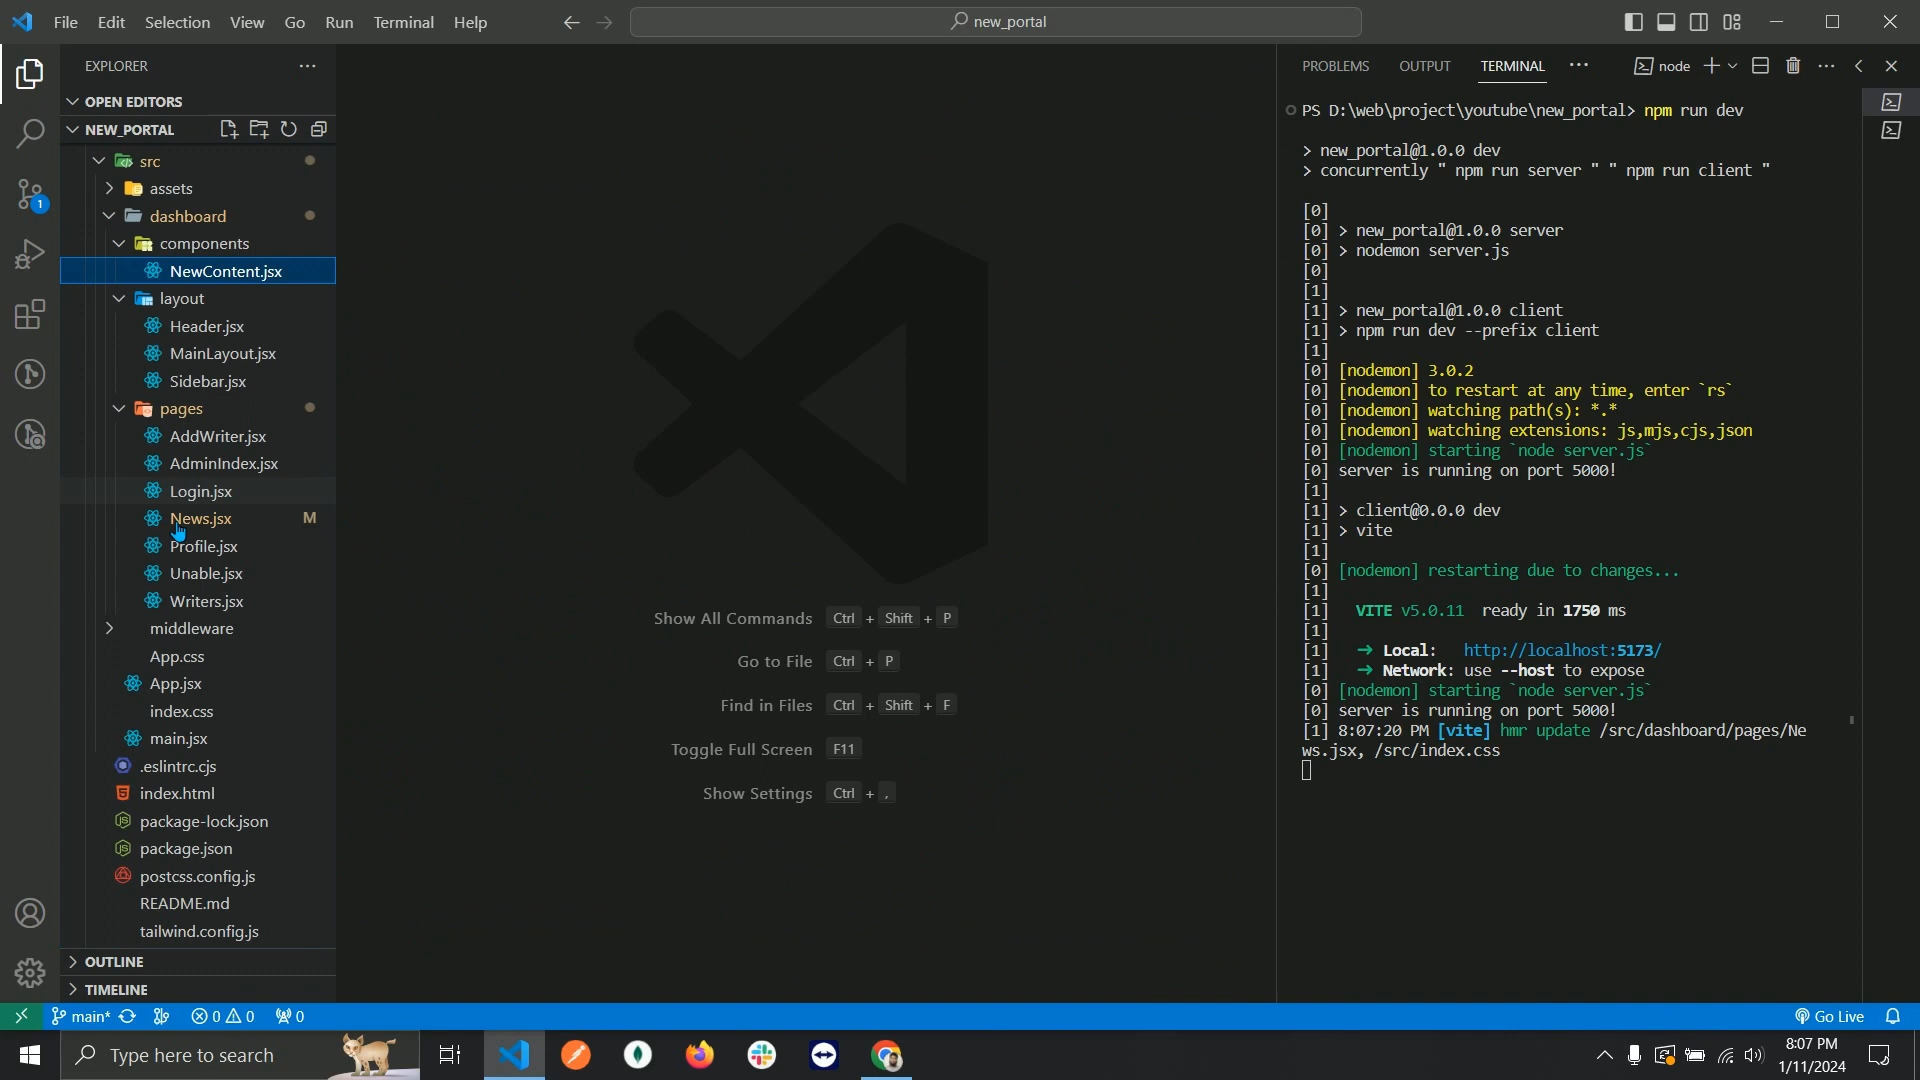 File Edit Selection View Go Run Terminal Help
new_portal
EXPLORER
OPEN EDITORS
NEW_PORTAL
src
assets
dashboard
components
NewContent.jsx
layout
Header.jsx
MainLayout.jsx
Sidebar.jsx
pages
AddWriter.jsx
AdminIndex.jsx
Login.jsx
News.jsx M
Profile.jsx
Unable.jsx
Writers.jsx
middleware
App.css
App.jsx
index.css
main.jsx
.eslintrc.cjs
index.html
package-lock.json
package.json
postcss.config.js
README.md
tailwind.config.js
OUTLINE
TIMELINE
Show All Commands Ctrl + Shift + P
Go to File Ctrl + P
Find in Files Ctrl + Shift + F
Toggle Full Screen F11
Show Settings Ctrl + ,
PROBLEMS OUTPUT TERMINAL ··· node
PS D:\web\project\youtube\new_portal> npm run dev
> new_portal@1.0.0 dev
> concurrently " npm run server " " npm run client "
[0]
[0] > new_portal@1.0.0 server
[0] > nodemon server.js
[0]
[1]
[1] > new_portal@1.0.0 client
[1] > npm run dev --prefix client
[1]
[0] [nodemon] 3.0.2
[0] [nodemon] to restart at any time, enter `rs`
[0] [nodemon] watching path(s): *.*
[0] [nodemon] watching extensions: js,mjs,cjs,json
[0] [nodemon] starting `node server.js`
[0] server is running on port 5000!
[1]
[1] > client@0.0.0 dev
[1] > vite
[1]
[0] [nodemon] restarting due to changes...
[1]
[1] VITE v5.0.11 ready in 1750 ms
[1]
[1] → Local: http://localhost:5173/
[1] → Network: use --host to expose
[0] [nodemon] starting `node server.js`
[0] server is running on port 5000!
[1] 8:07:20 PM [vite] hmr update /src/dashboard/pages/Ne
ws.jsx, /src/index.css
main* 0 0 0 Go Live
Type here to search
8:07 PM
1/11/2024